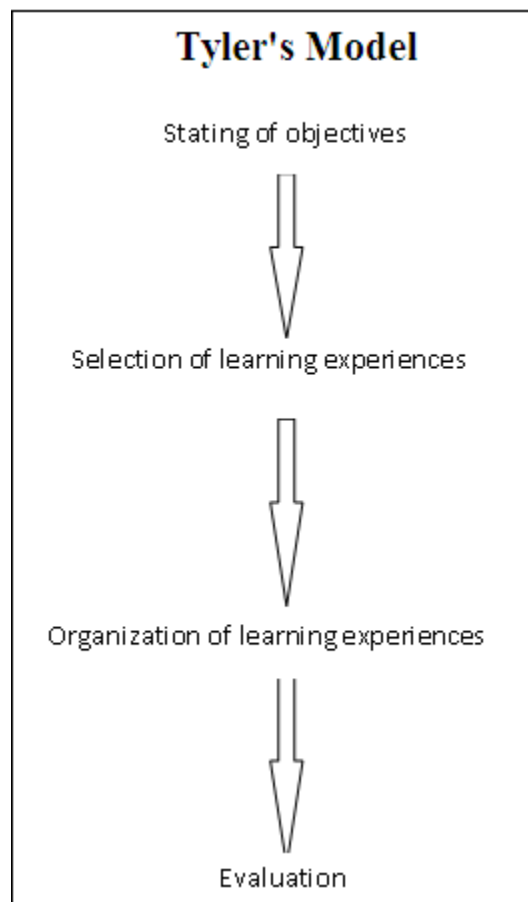 Tyler's Model
Stating of objectives
Selection of learning experiences
Organization of learning experiences
Evaluation